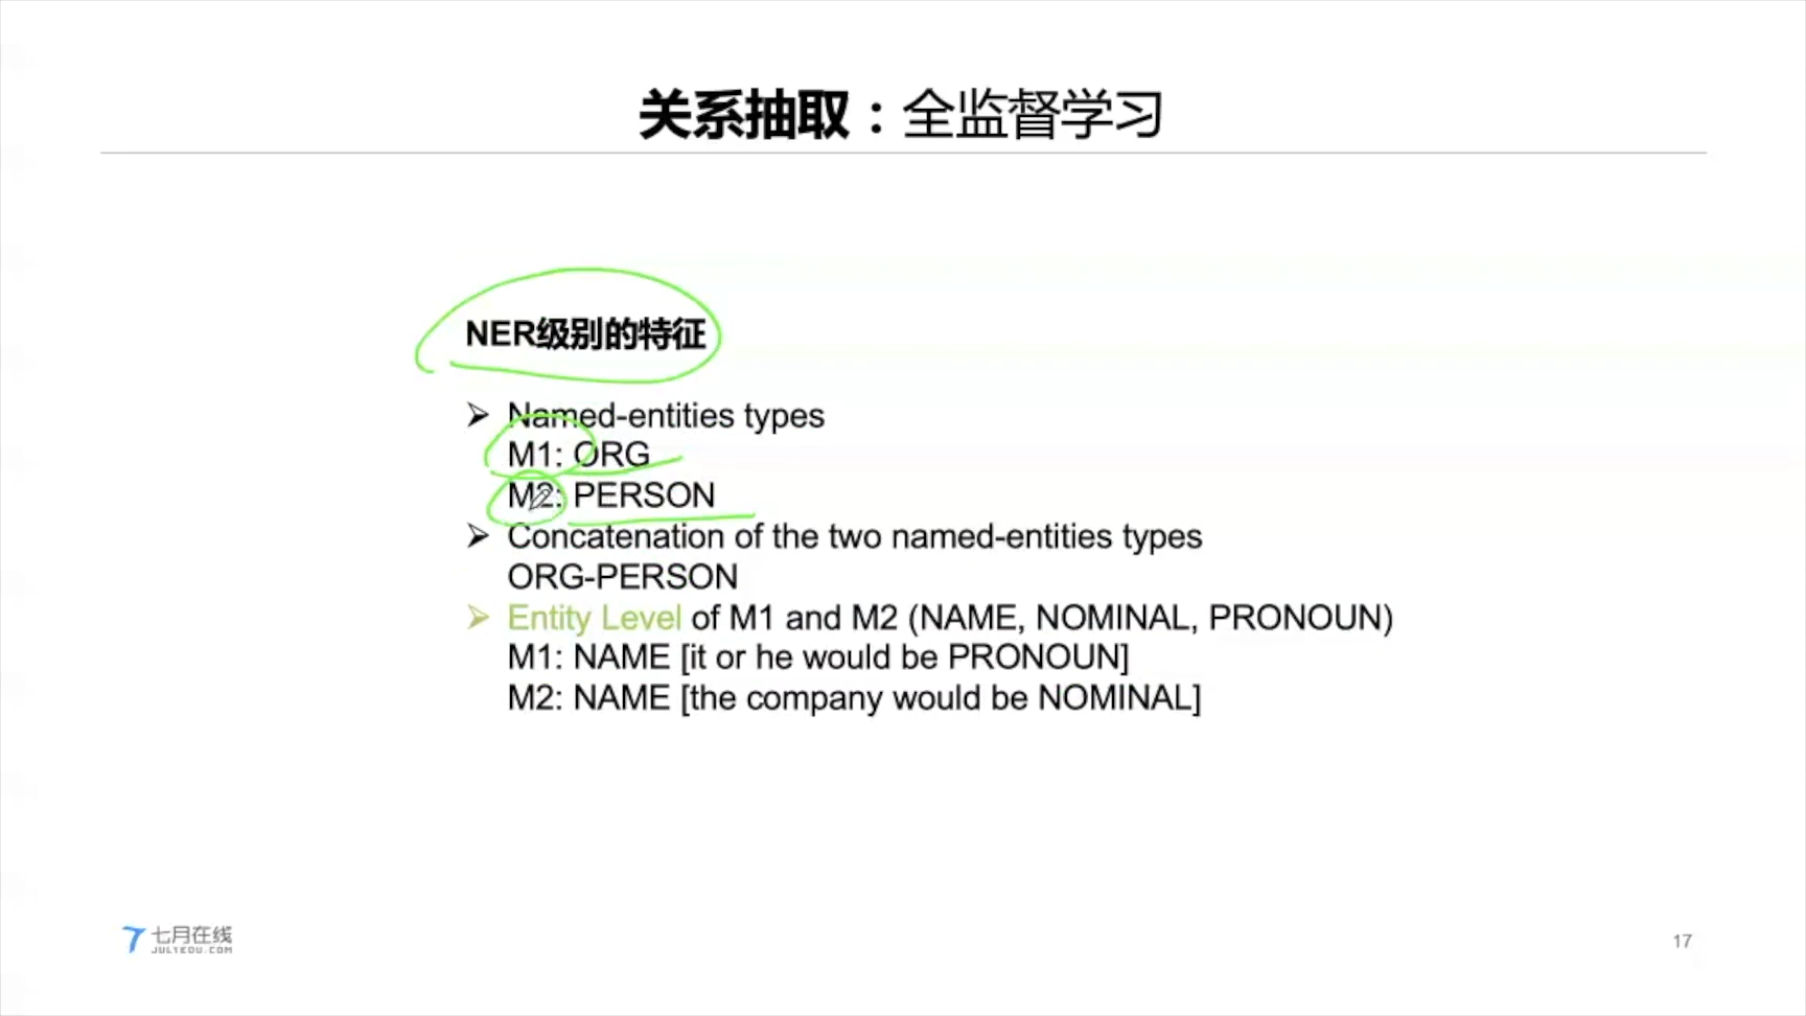 关系抽取：全监督学习
NER级别的特征
Named-entities types
M1: ORG
M2: PERSON
Concatenation of the two named-entities types
ORG-PERSON
Entity Level of M1 and M2 (NAME, NOMINAL, PRONOUN)
M1: NAME [it or he would be PRONOUN]
M2: NAME [the company would be NOMINAL]
七月在线
JULYEDU.COM
17